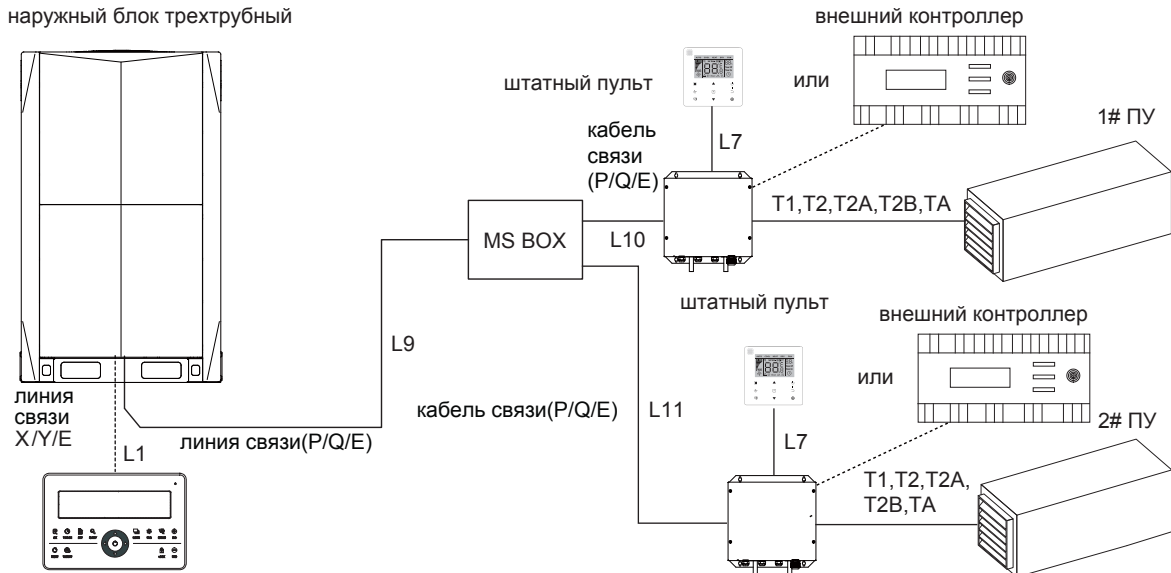 наружный блок трехтрубный
внешний контроллер
штатный пульт
или
88
1# ПУ
кабель
связи
(P/Q/E)
L7
T1,T2,T2A,T2B,TA
MS BOX
L10
штатный пульт
внешний контроллер
L9
или
88
линия
связи
X/Y/E
кабель связи(P/Q/E)
L11
2# ПУ
линия связи(P/Q/E)
L1
L7
T1,T2,T2A,
T2B,TA